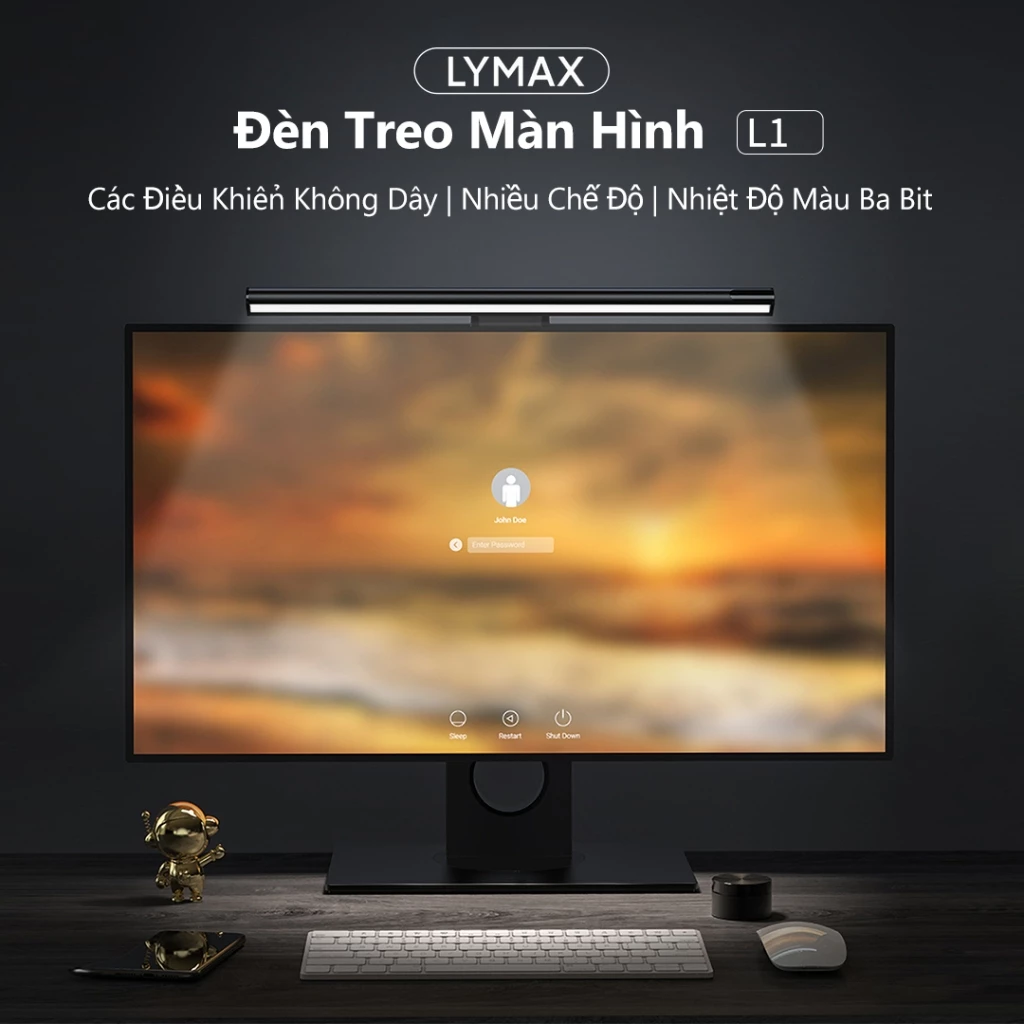 LYMAX
Đèn Treo Màn Hình L1
Các Điều Khiển Không Dây | Nhiều Chế Độ | Nhiệt Độ Màu Ba Bit
John Doe
Enter Password
Sleep Restart Shut Down